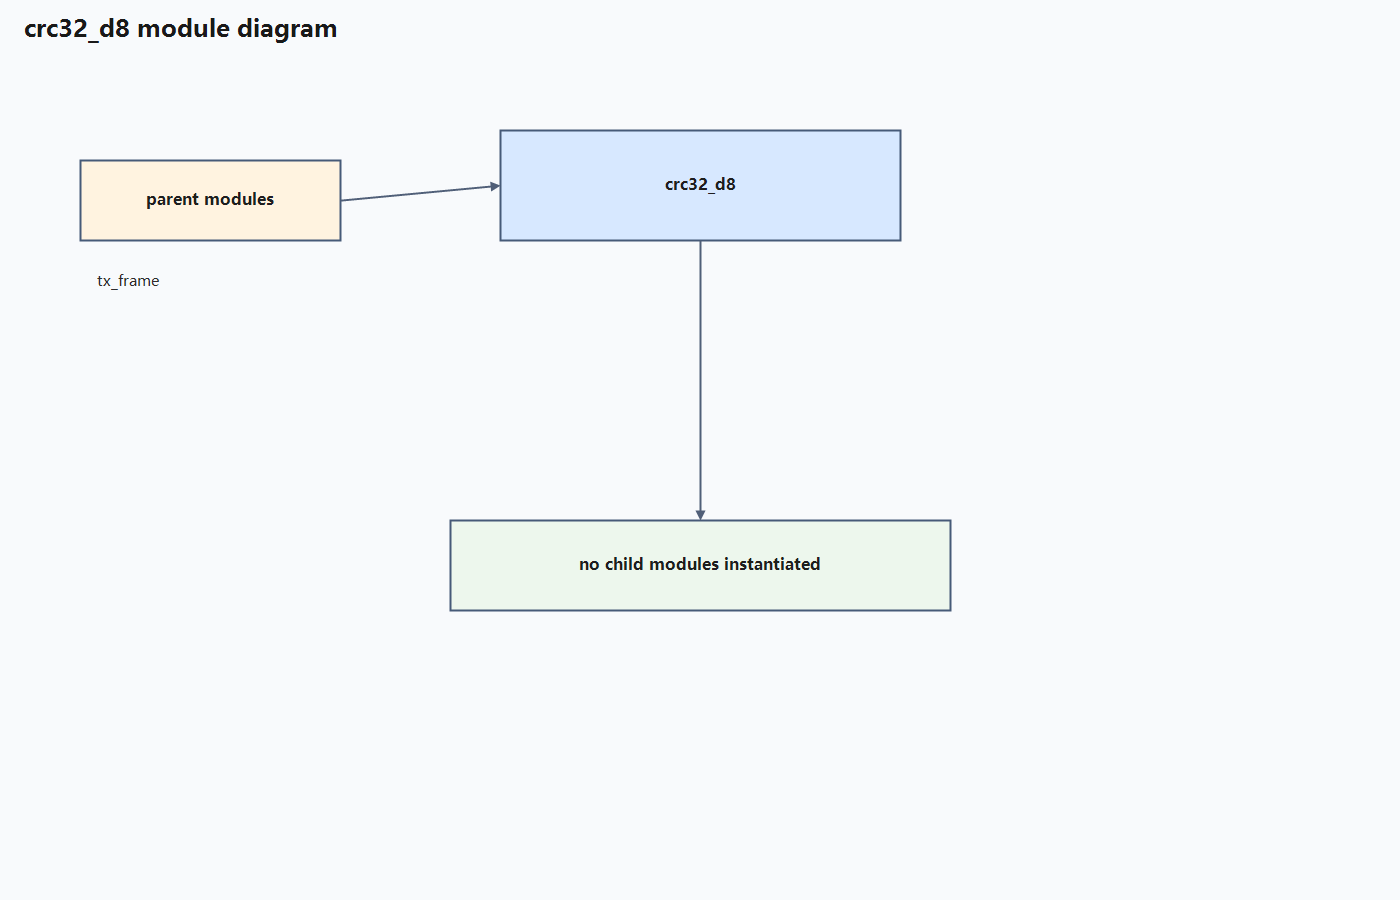 crc32_d8 module diagram
parent modules
crc32_d8
tx_frame
no child modules instantiated